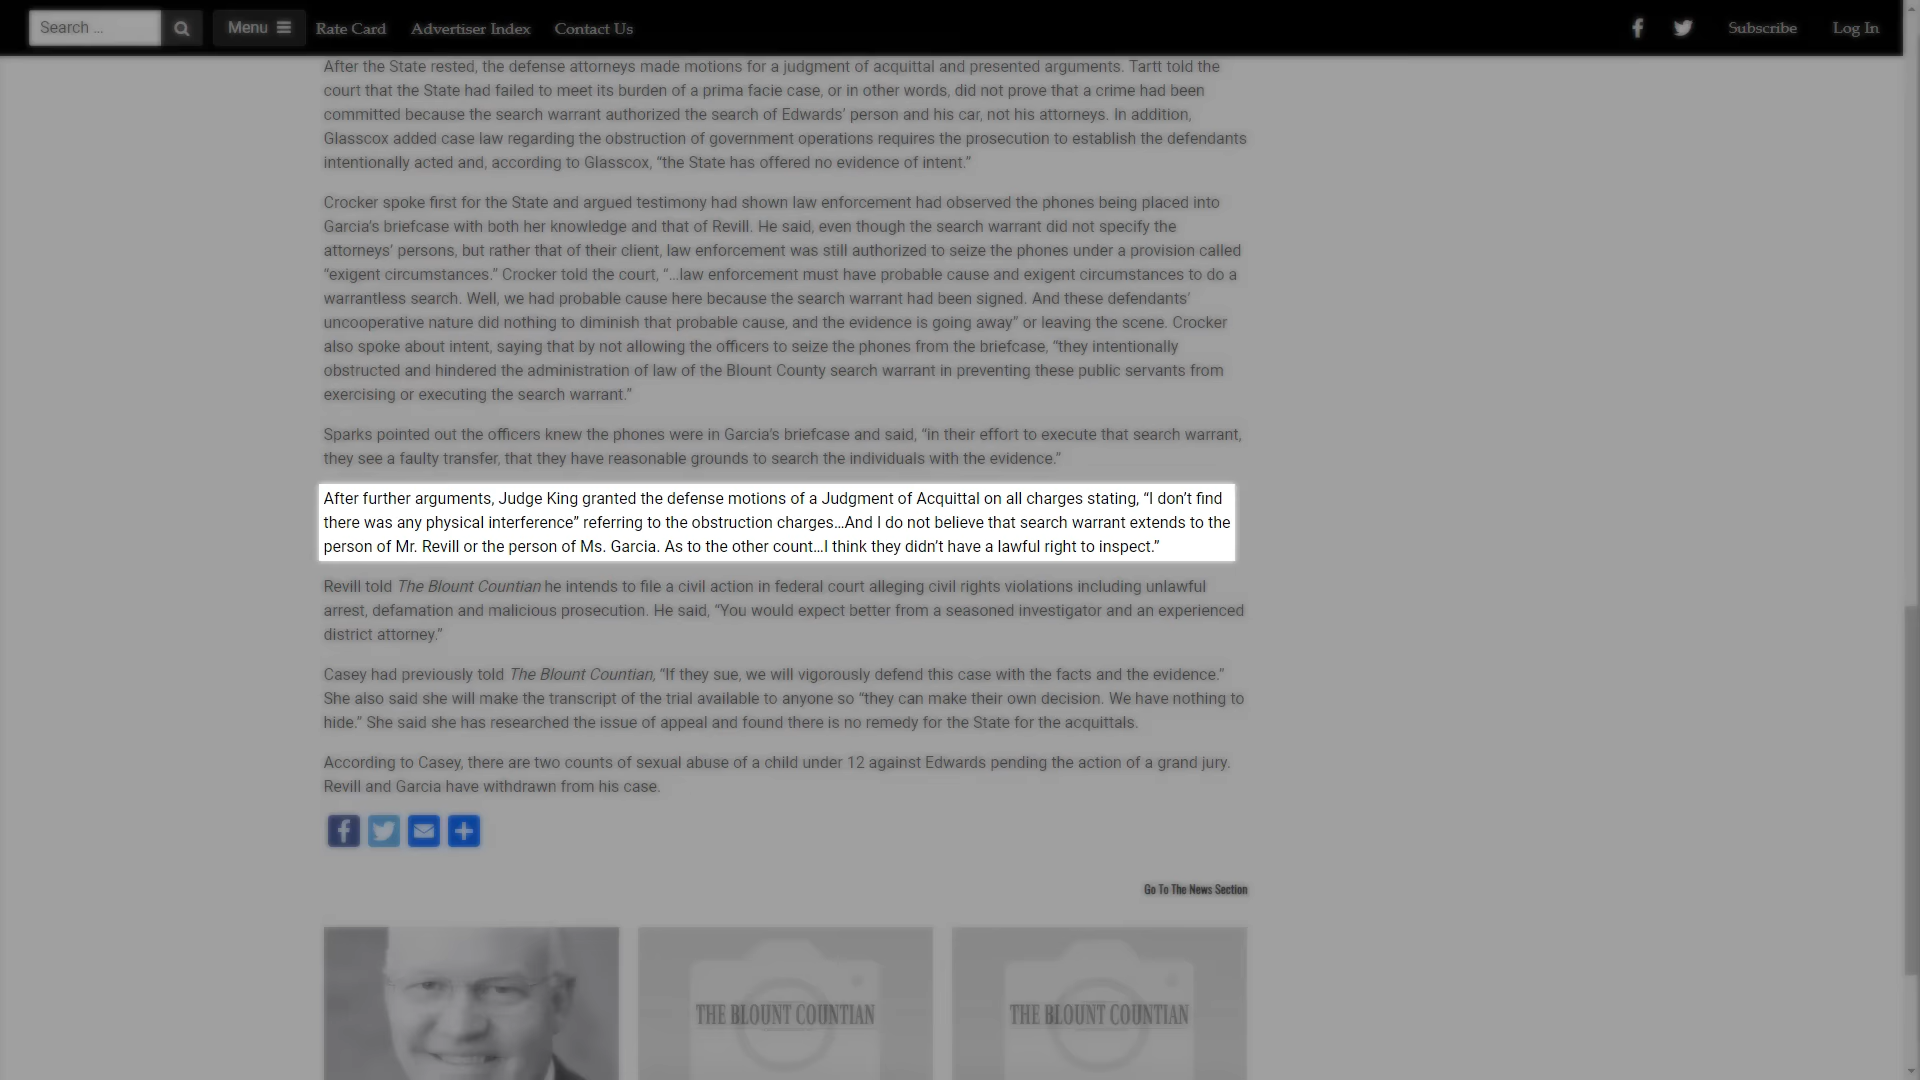 Search ...
Menu
Rate Card
Advertiser Index
Contact Us
Subscribe
Log In
After the State rested, the defense attorneys made motions for a judgment of acquittal and presented arguments. Tartt told the
court that the State had failed to meet its burden of a prima facie case, or in other words, did not prove that a crime had been
committed because the search warrant authorized the search of Edwards’ person and his car, not his attorneys. In addition,
Glasscox added case law regarding the obstruction of government operations requires the prosecution to establish the defendants
intentionally acted and, according to Glasscox, “the State has offered no evidence of intent.”
Crocker spoke first for the State and argued testimony had shown law enforcement had observed the phones being placed into
Garcia’s briefcase with both her knowledge and that of Revill. He said, even though the search warrant did not specify the
attorneys’ persons, but rather that of their client, law enforcement was still authorized to seize the phones under a provision called
“exigent circumstances.” Crocker told the court, “…law enforcement must have probable cause and exigent circumstances to do a
warrantless search. Well, we had probable cause here because the search warrant had been signed. And these defendants’
uncooperative nature did nothing to diminish that probable cause, and the evidence is going away” or leaving the scene. Crocker
also spoke about intent, saying that by not allowing the officers to seize the phones from the briefcase, “they intentionally
obstructed and hindered the administration of law of the Blount County search warrant in preventing these public servants from
exercising or executing the search warrant.”
Sparks pointed out the officers knew the phones were in Garcia’s briefcase and said, “in their effort to execute that search warrant,
they see a faulty transfer, that they have reasonable grounds to search the individuals with the evidence.”
After further arguments, Judge King granted the defense motions of a Judgment of Acquittal on all charges stating, “I don’t find
there was any physical interference” referring to the obstruction charges…And I do not believe that search warrant extends to the
person of Mr. Revill or the person of Ms. Garcia. As to the other count…I think they didn’t have a lawful right to inspect.”
Revill told The Blount Countian he intends to file a civil action in federal court alleging civil rights violations including unlawful
arrest, defamation and malicious prosecution. He said, “You would expect better from a seasoned investigator and an experienced
district attorney.”
Casey had previously told The Blount Countian, “If they sue, we will vigorously defend this case with the facts and the evidence.”
She also said she will make the transcript of the trial available to anyone so “they can make their own decision. We have nothing to
hide.” She said she has researched the issue of appeal and found there is no remedy for the State for the acquittals.
According to Casey, there are two counts of sexual abuse of a child under 12 against Edwards pending the action of a grand jury.
Revill and Garcia have withdrawn from his case.
Go To The News Section
THE BLOUNT COUNTIAN
THE BLOUNT COUNTIAN